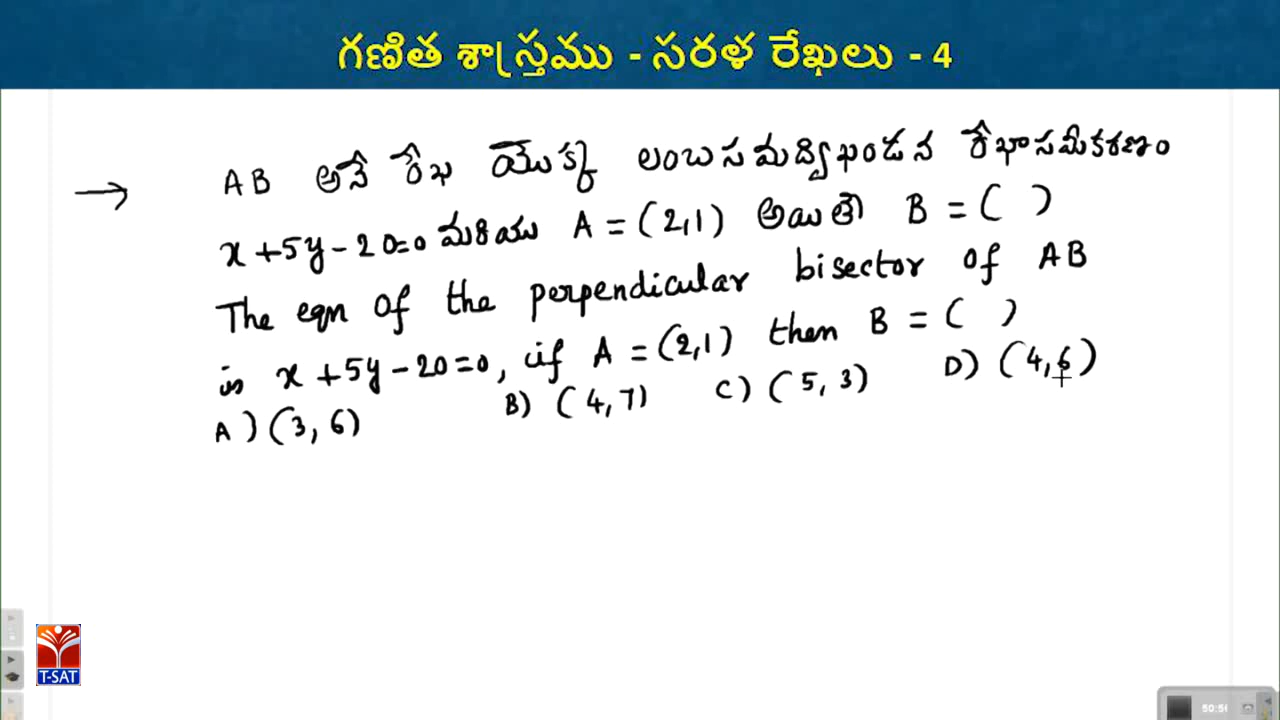 గణిత శాస్త్రము - సరళ రేఖలు - 4
→ AB అనే రేఖ యొక్క లంబసమద్విఖండన రేఖాసమీకరణం
x + 5y - 20 = 0 మరియు A = (2,1) అయితే B = ( )
The eqn of the perpendicular bisector of AB
is x + 5y - 20 = 0, if A = (2,1) then B = ( )
A) (3, 6) B) (4, 7) C) (5, 3) D) (4, 6)
T-SAT
50:56